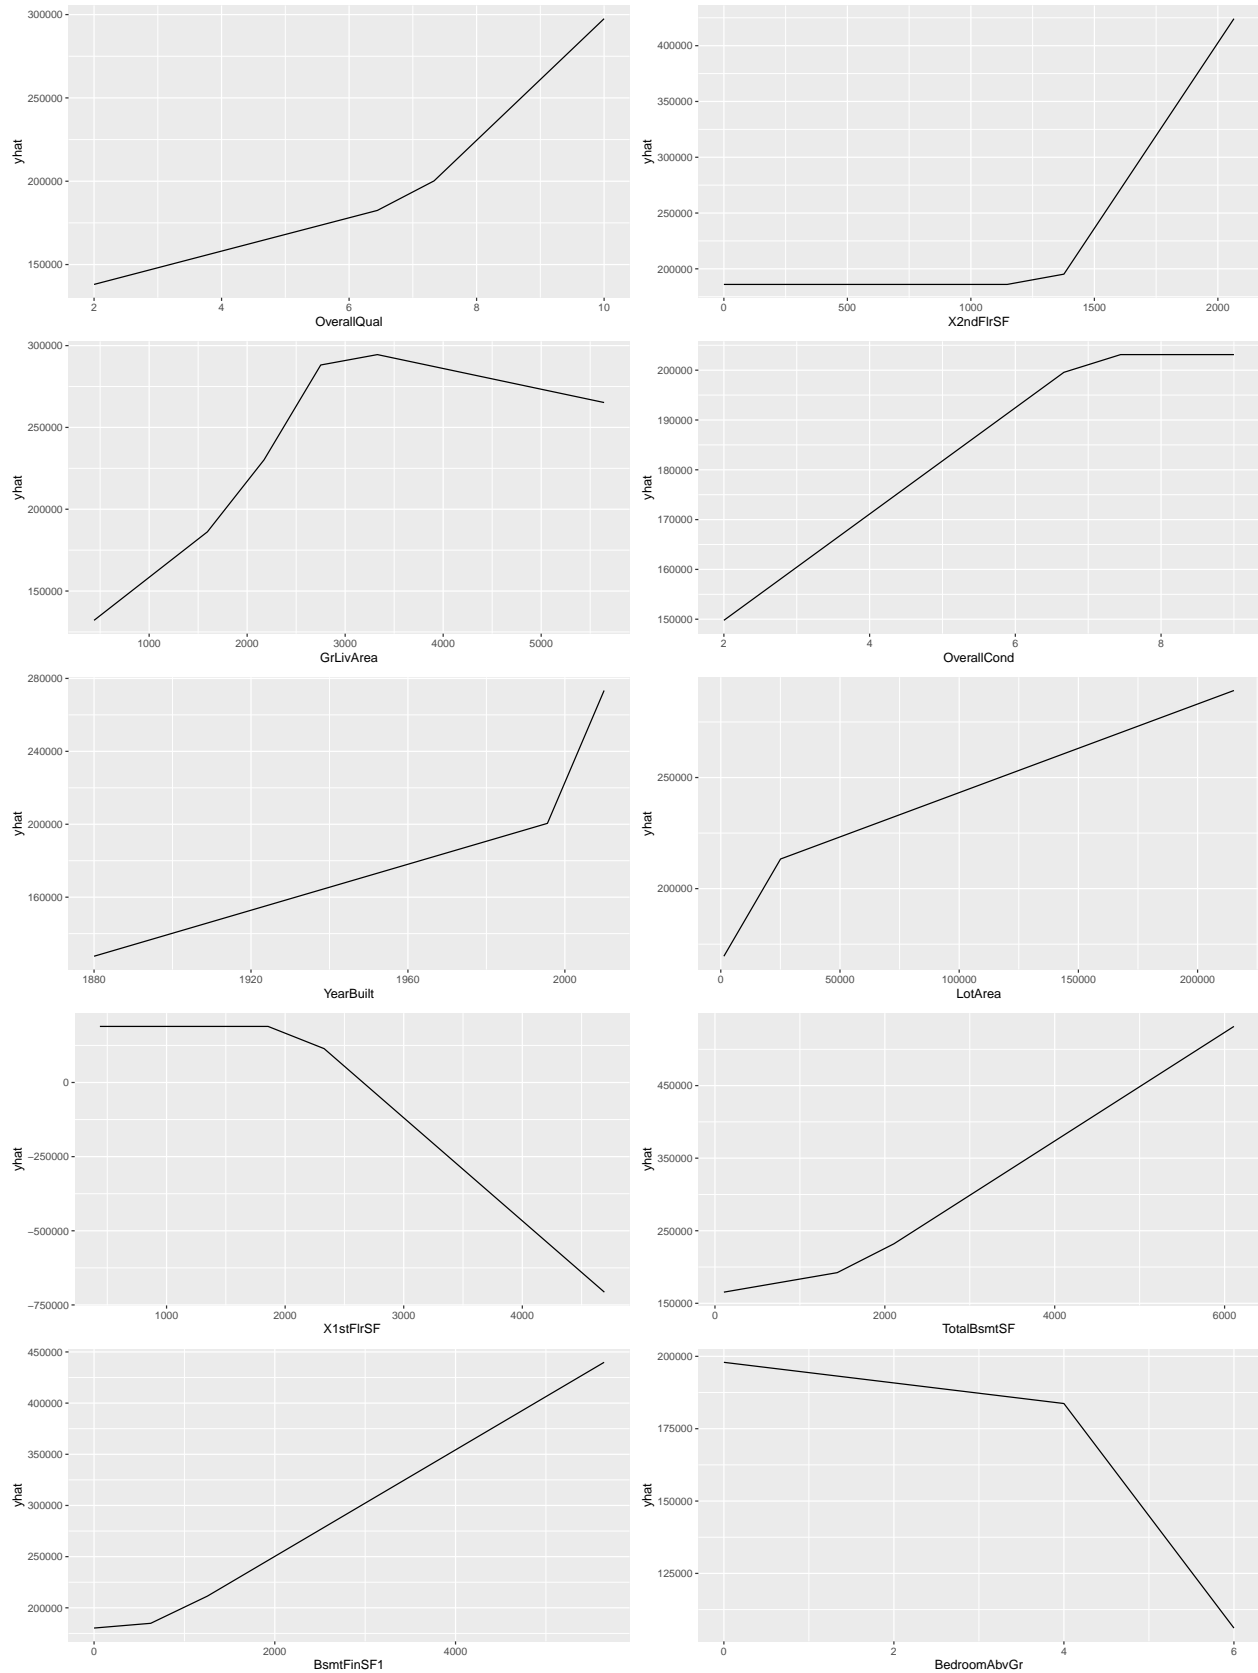 300000
250000
200000
150000
yhat
2 4 6 8 10
OverallQual
400000
350000
300000
250000
200000
yhat
0 500 1000 1500 2000
X2ndFlrSF
300000
250000
200000
150000
yhat
1000 2000 3000 4000 5000
GrLivArea
200000
190000
180000
170000
160000
150000
yhat
2 4 6 8
OverallCond
280000
240000
200000
160000
yhat
1880 1920 1960 2000
YearBuilt
250000
200000
yhat
0 50000 100000 150000 200000
LotArea
0
−250000
−500000
−750000
yhat
1000 2000 3000 4000
X1stFlrSF
450000
350000
250000
150000
yhat
0 2000 4000 6000
TotalBsmtSF
450000
400000
350000
300000
250000
200000
yhat
0 2000 4000
BsmtFinSF1
200000
175000
150000
125000
yhat
0 2 4 6
BedroomAbvGr